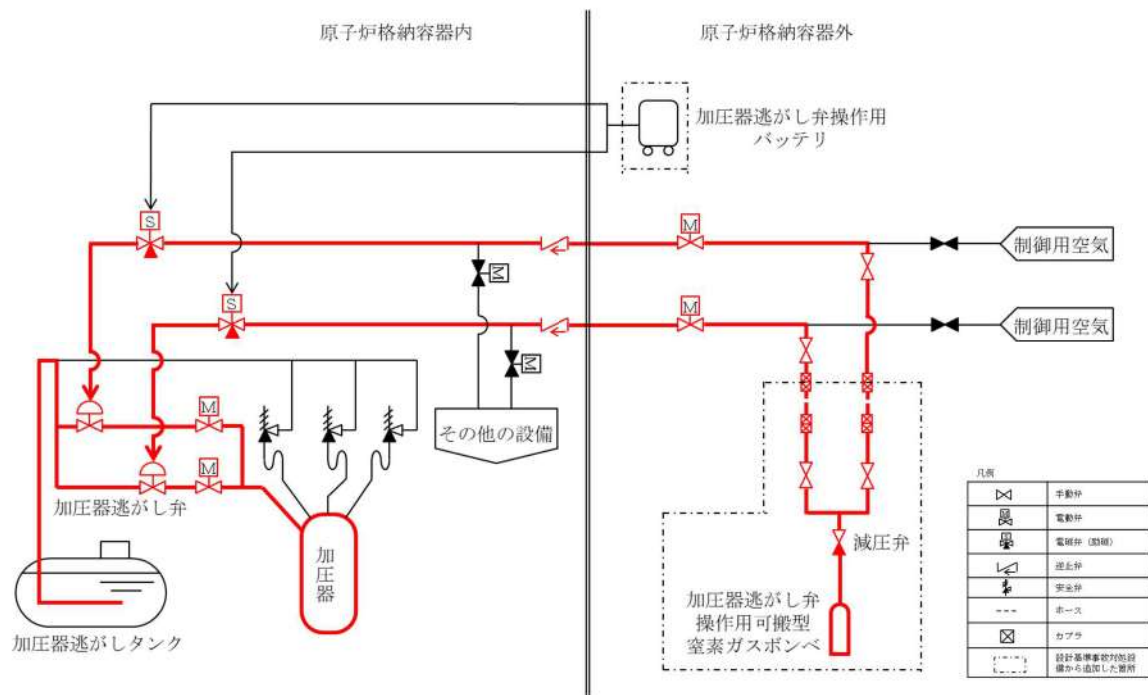 原子炉格納容器内
原子炉格納容器外
加圧器逃がし弁操作用
バッテリ
S
M
制御用空気
M
S
M
制御用空気
M
M
その他の設備
M
加圧器逃がし弁
加圧器
減圧弁
加圧器逃がし弁
操作用可搬型
窒素ガスボンベ
加圧器逃がしタンク
凡例
手動弁
電動弁
電磁弁（励磁）
逆止弁
安全弁
ホース
カプラ
設計基準事故対処設
備から追加した箇所